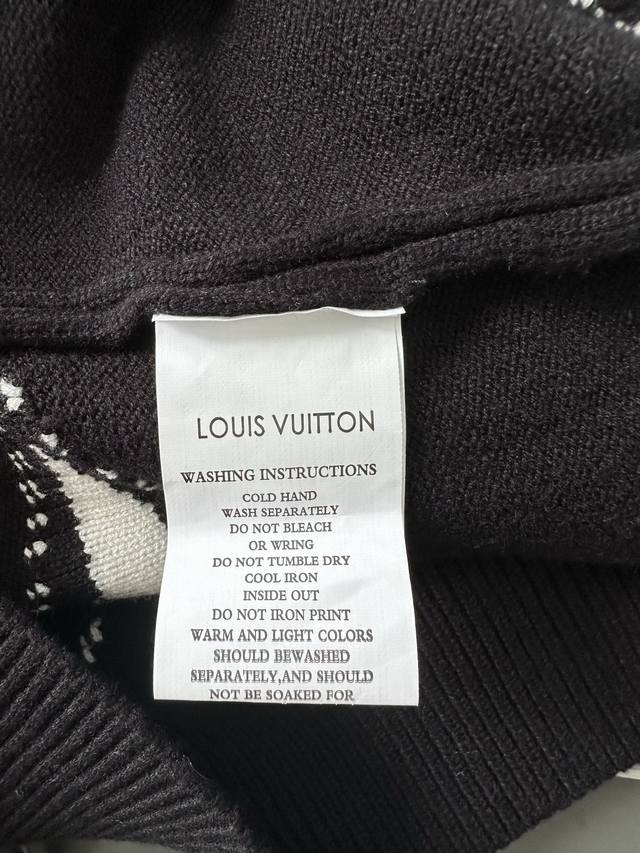 LOUIS VUITTON
WASHING INSTRUCTIONS
COLD HAND
WASH SEPARATELY
DO NOT BLEACH
OR WRING
DO NOT TUMBLE DRY
COOL IRON
INSIDE OUT
DO NOT IRON PRINT
WARM AND LIGHT COLORS
SHOULD BEWASHED
SEPARATELY,AND SHOULD
NOT BE SOAKED FOR